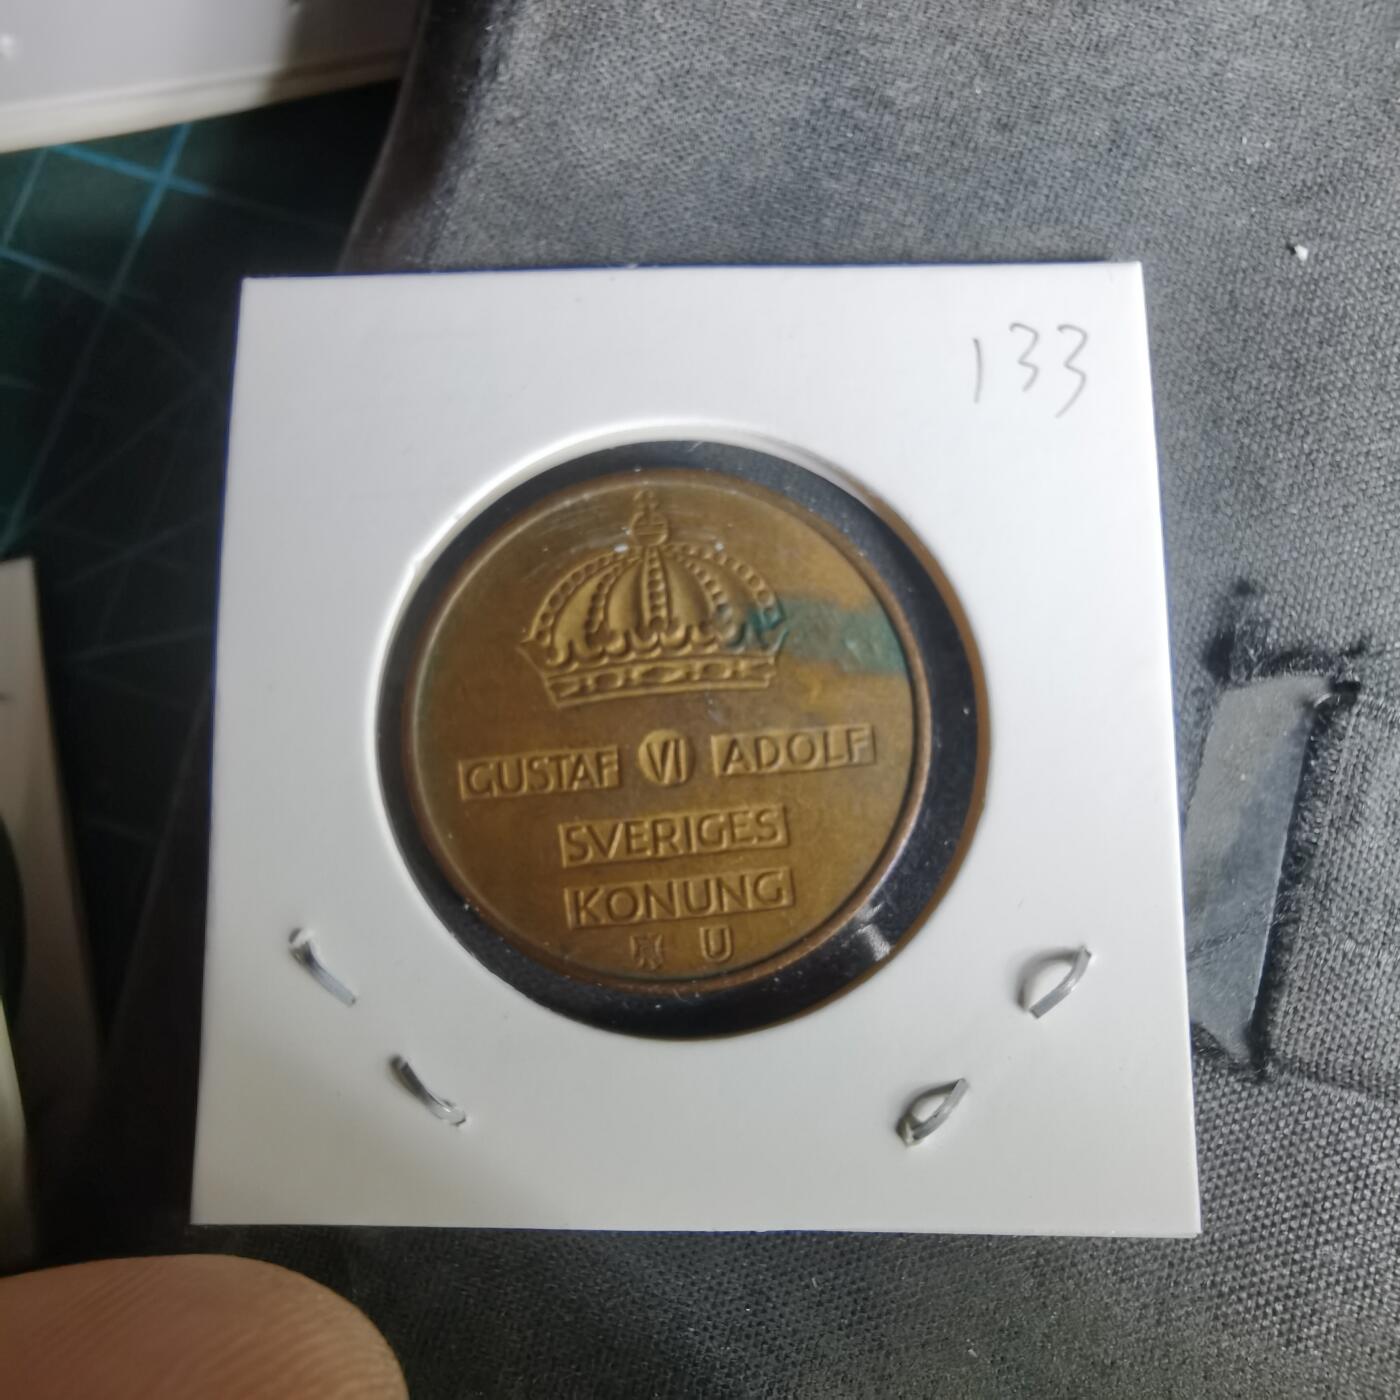 133
GUSTAF VI ADOLF
SVERIGES
KONUNG
U